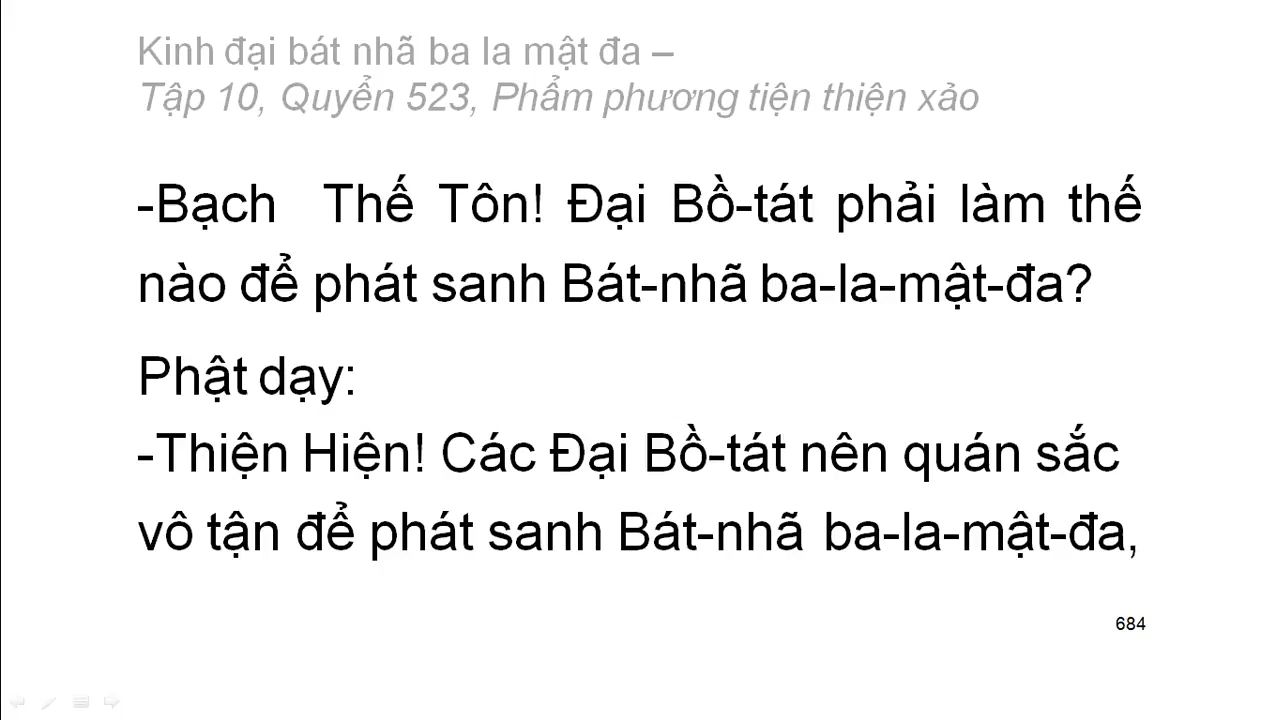 Kinh đại bát nhã ba la mật đa –
Tập 10, Quyển 523, Phẩm phương tiện thiện xảo
-Bạch Thế Tôn! Đại Bồ-tát phải làm thế
nào để phát sanh Bát-nhã ba-la-mật-đa?
Phật dạy:
-Thiện Hiện! Các Đại Bồ-tát nên quán sắc
vô tận để phát sanh Bát-nhã ba-la-mật-đa,
684